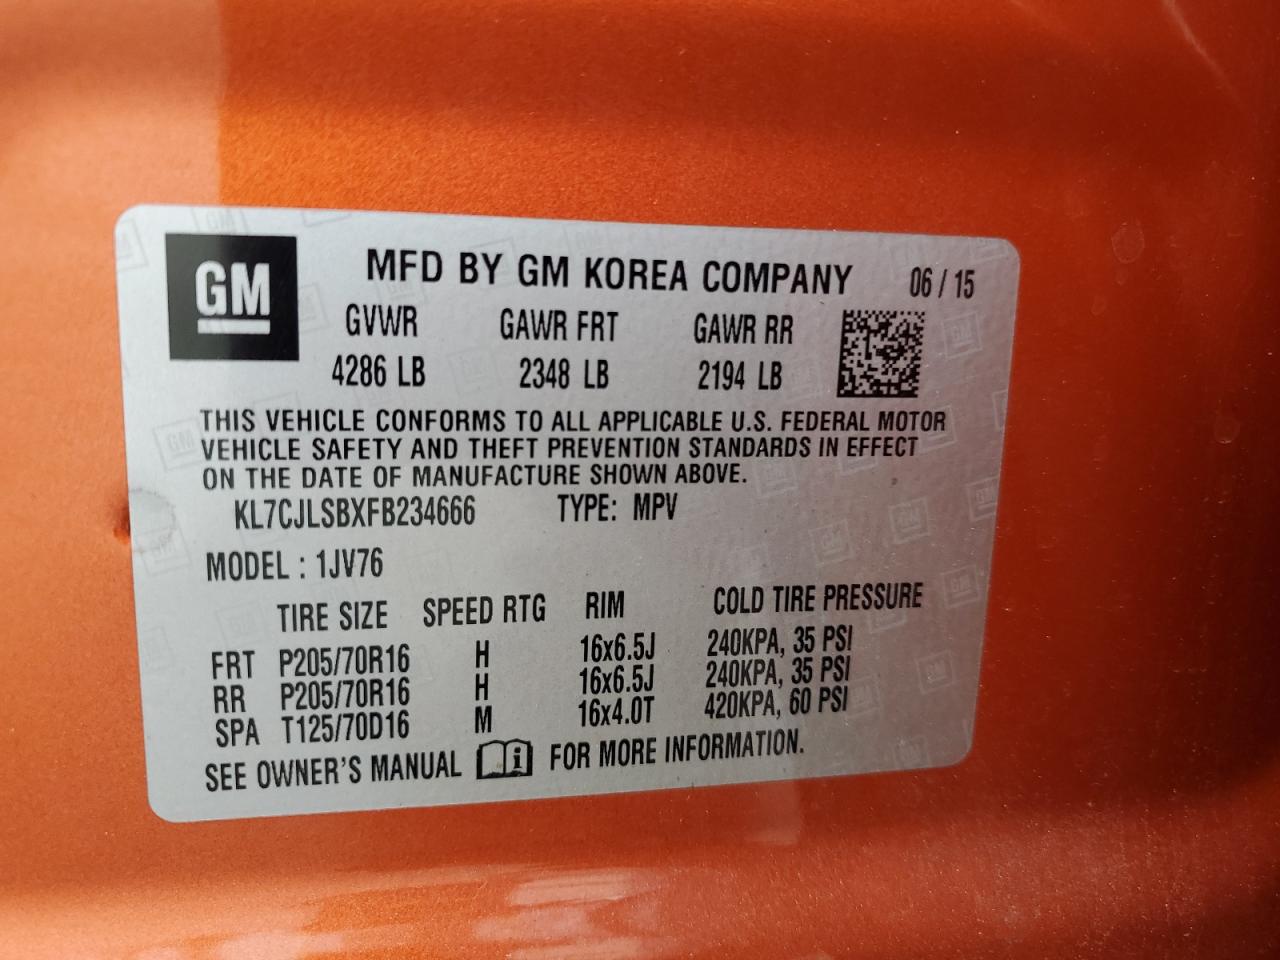 GM
MFD BY GM KOREA COMPANY 06 / 15
GVWR GAWR FRT GAWR RR
4286 LB 2348 LB 2194 LB
THIS VEHICLE CONFORMS TO ALL APPLICABLE U.S. FEDERAL MOTOR
VEHICLE SAFETY AND THEFT PREVENTION STANDARDS IN EFFECT
ON THE DATE OF MANUFACTURE SHOWN ABOVE.
KL7CJLSBXFB234666 TYPE: MPV
MODEL : 1JV76
TIRE SIZE SPEED RTG RIM COLD TIRE PRESSURE
FRT P205/70R16 H 16x6.5J 240KPA, 35 PSI
RR P205/70R16 H 16x6.5J 240KPA, 35 PSI
SPA T125/70D16 M 16x4.0T 420KPA, 60 PSI
SEE OWNER'S MANUAL i FOR MORE INFORMATION.